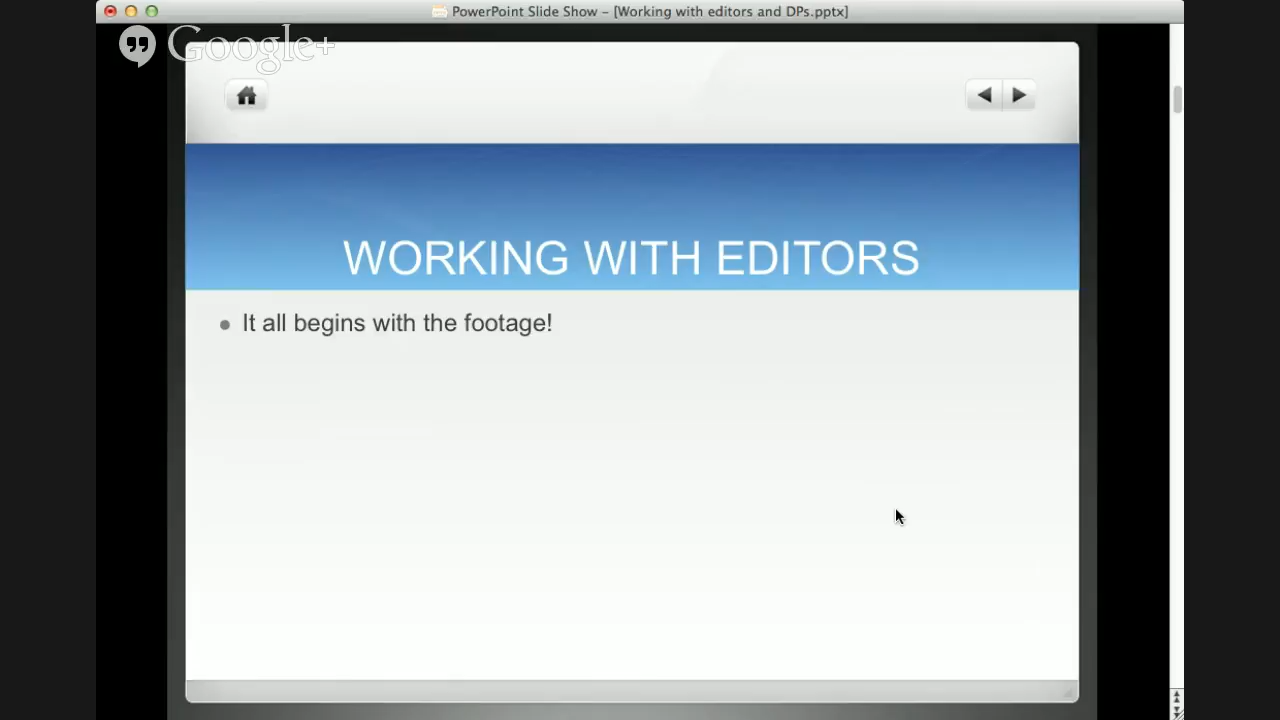 PowerPoint Slide Show – [Working with editors and DPs.pptx]
Google+
WORKING WITH EDITORS
It all begins with the footage!